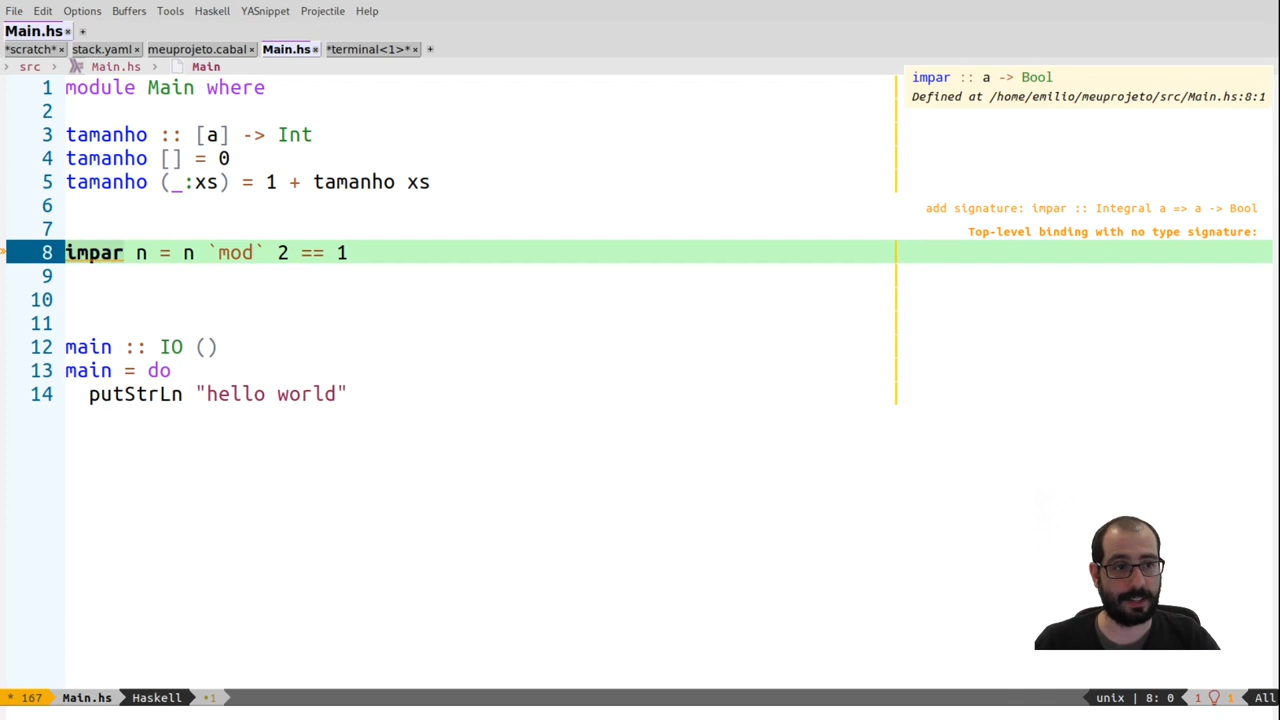 File Edit Options Buffers Tools Haskell YASnippet Projectile Help
Main.hs × +
*scratch* × stack.yaml × meuprojeto.cabal × Main.hs × *terminal<1>* × +
› src › Main.hs › Main
1 module Main where
2
3 tamanho :: [a] -> Int
4 tamanho [] = 0
5 tamanho (_:xs) = 1 + tamanho xs
6
7
8 impar n = n `mod` 2 == 1
9
10
11
12 main :: IO ()
13 main = do
14 putStrLn "hello world"
impar :: a -> Bool
Defined at /home/emilio/meuprojeto/src/Main.hs:8:1
add signature: impar :: Integral a => a -> Bool
Top-level binding with no type signature:
* 167 Main.hs Haskell •1 unix | 8: 0 1 1 All